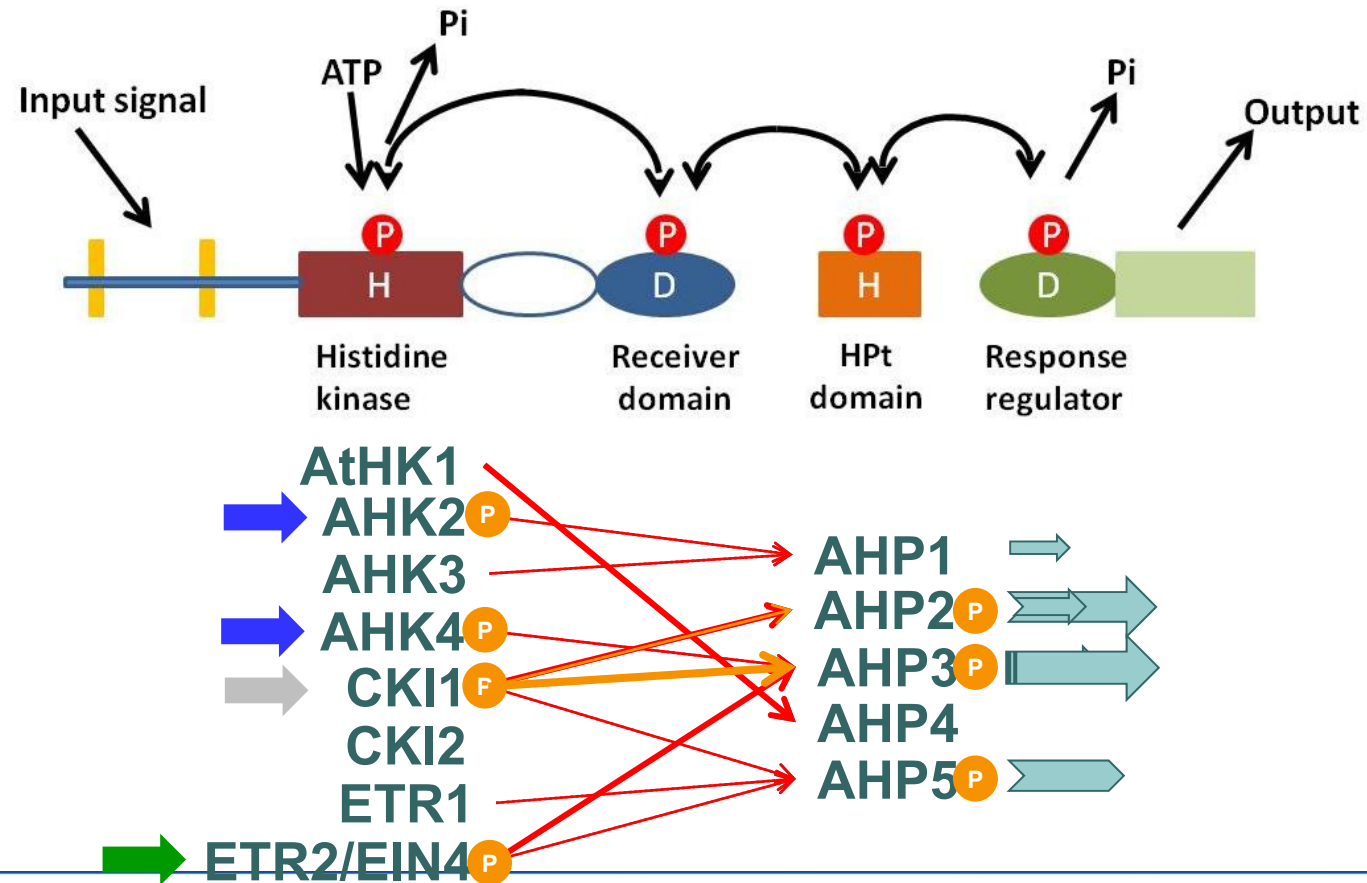 Pi
ATP
Pi
Input signal
Output
P P P P
H D H D
Histidine kinase
Receiver domain
HPt domain
Response regulator
AtHK1
AHK2 P
AHK3
AHK4 P
CKI1 P
CKI2
ETR1
ETR2/EIN4 P
AHP1
AHP2 P
AHP3 P
AHP4
AHP5 P